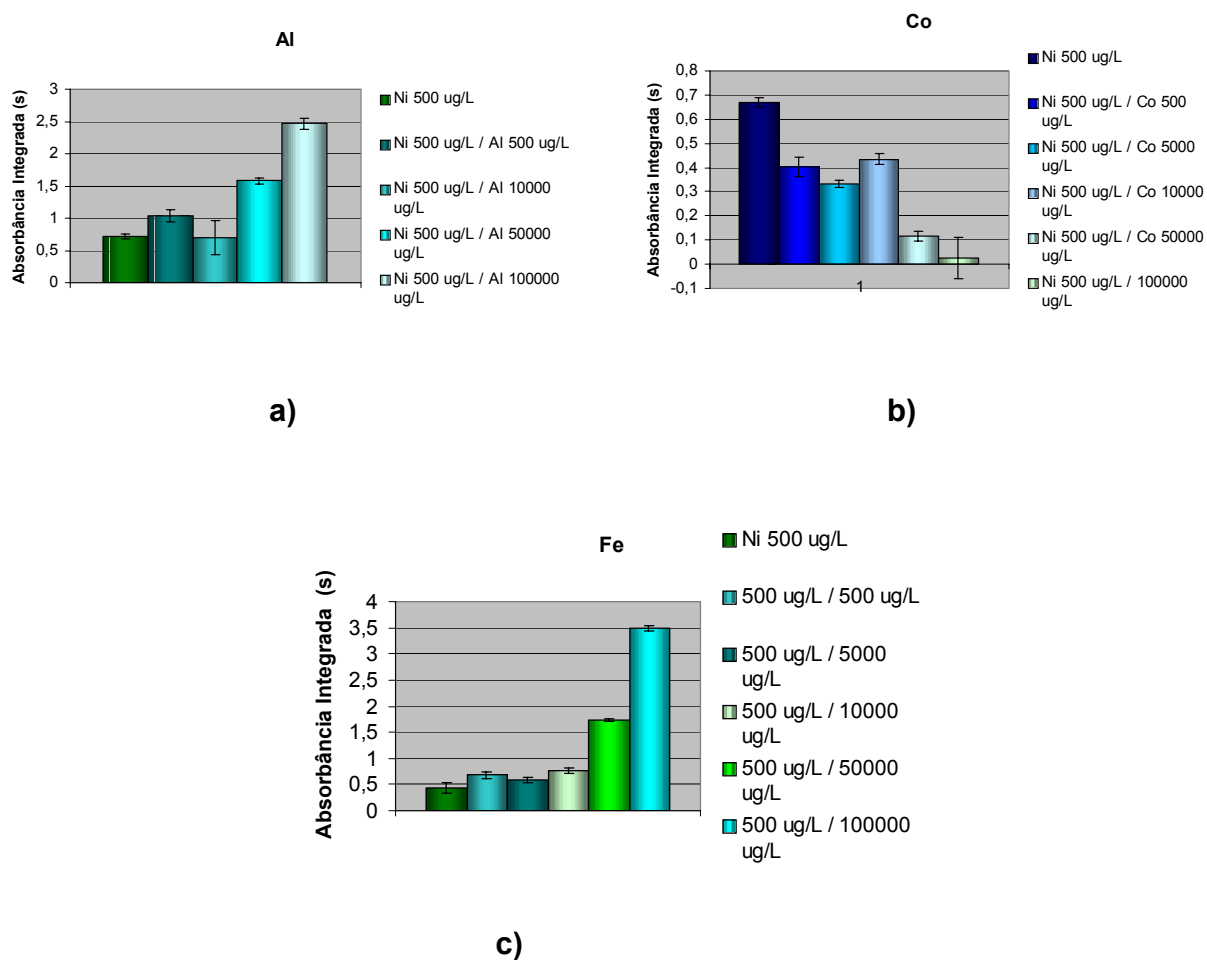 Al
Absorbância Integrada (s)
3
2,5
2
1,5
1
0,5
0
Ni 500 ug/L
Ni 500 ug/L / Al 500 ug/L
Ni 500 ug/L / Al 10000
ug/L
Ni 500 ug/L / Al 50000
ug/L
Ni 500 ug/L / Al 100000
ug/L
a)
Co
Absorbância Integrada (s)
0,8
0,7
0,6
0,5
0,4
0,3
0,2
0,1
0
-0,1
1
Ni 500 ug/L
Ni 500 ug/L / Co 500
ug/L
Ni 500 ug/L / Co 5000
ug/L
Ni 500 ug/L / Co 10000
ug/L
Ni 500 ug/L / Co 50000
ug/L
Ni 500 ug/L / 100000
ug/L
b)
Fe
Absorbância Integrada (s)
4
3,5
3
2,5
2
1,5
1
0,5
0
Ni 500 ug/L
500 ug/L / 500 ug/L
500 ug/L / 5000
ug/L
500 ug/L / 10000
ug/L
500 ug/L / 50000
ug/L
500 ug/L / 100000
ug/L
c)